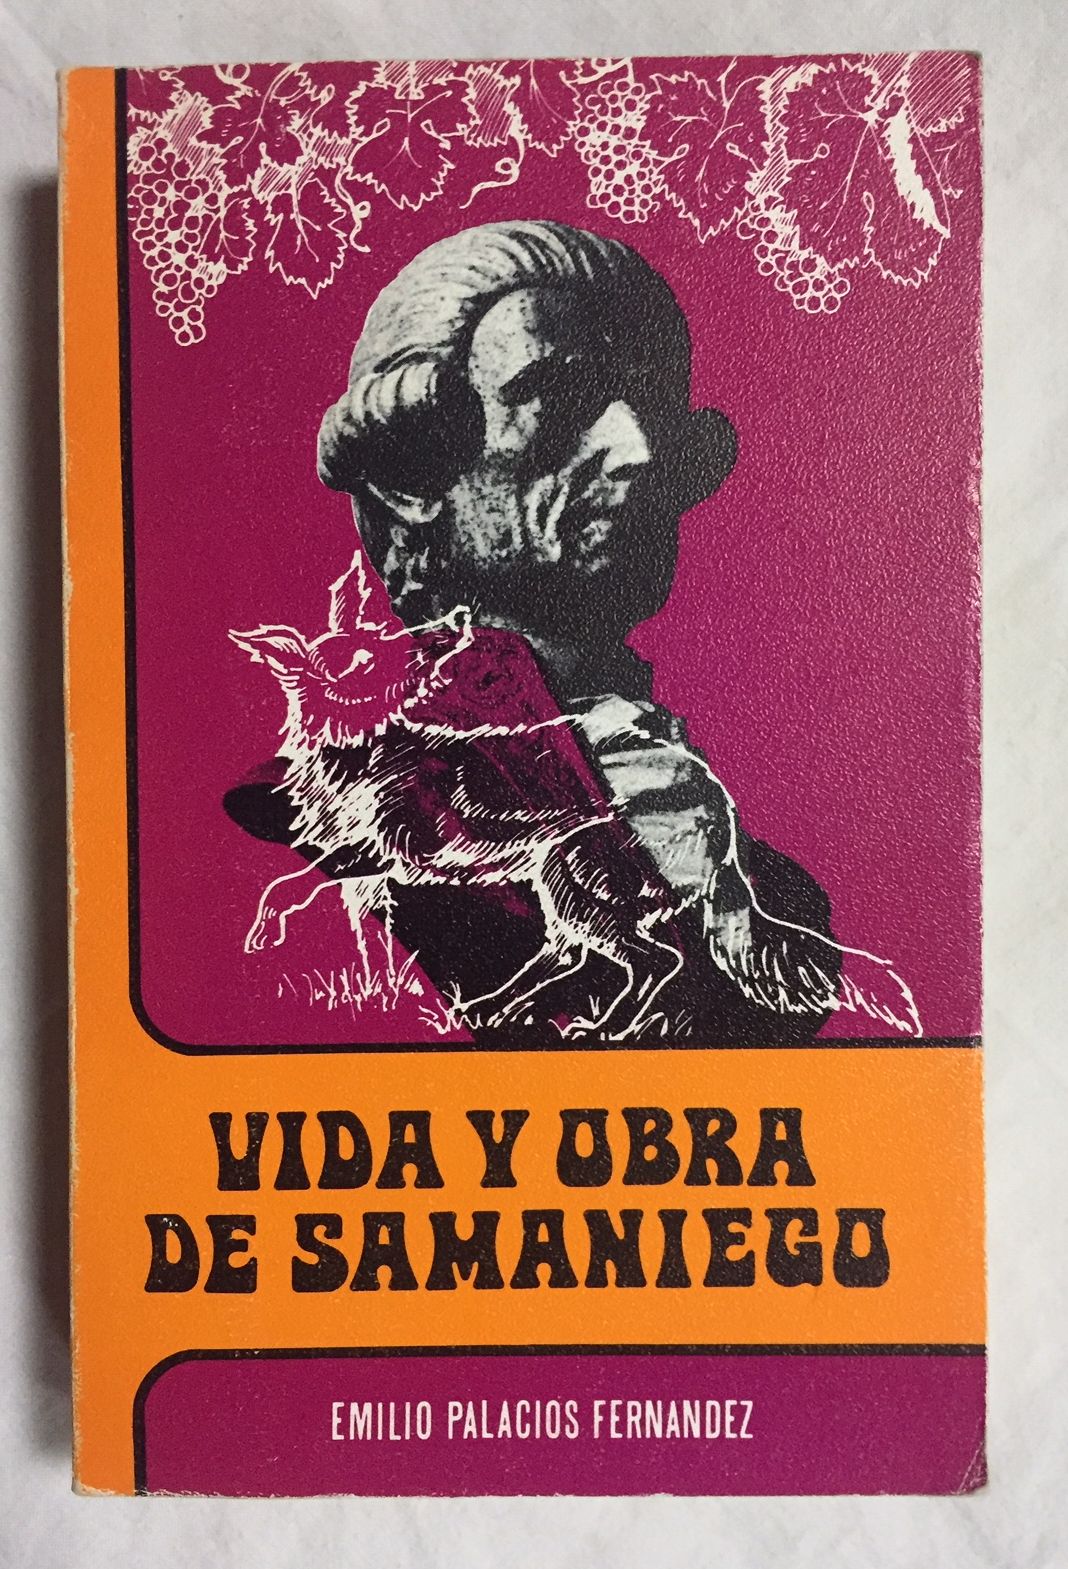 VIDA Y OBRA
DE SAMANIEGO
EMILIO PALACIOS FERNANDEZ